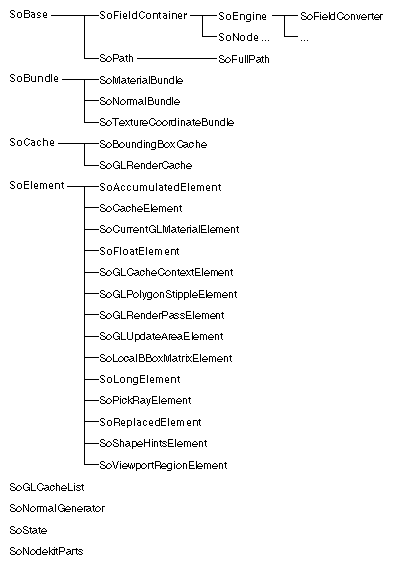 SoBase SoFieldContainer SoEngine SoFieldConverter
SoNode ... ...
SoPath SoFullPath
SoBundle SoMaterialBundle
SoNormalBundle
SoTextureCoordinateBundle
SoCache SoBoundingBoxCache
SoGLRenderCache
SoElement SoAccumulatedElement
SoCacheElement
SoCurrentGLMaterialElement
SoFloatElement
SoGLCacheContextElement
SoGLPolygonStippleElement
SoGLRenderPassElement
SoGLUpdateAreaElement
SoLocalBBoxMatrixElement
SoLongElement
SoPickRayElement
SoReplacedElement
SoShapeHintsElement
SoViewportRegionElement
SoGLCacheList
SoNormalGenerator
SoState
SoNodekitParts